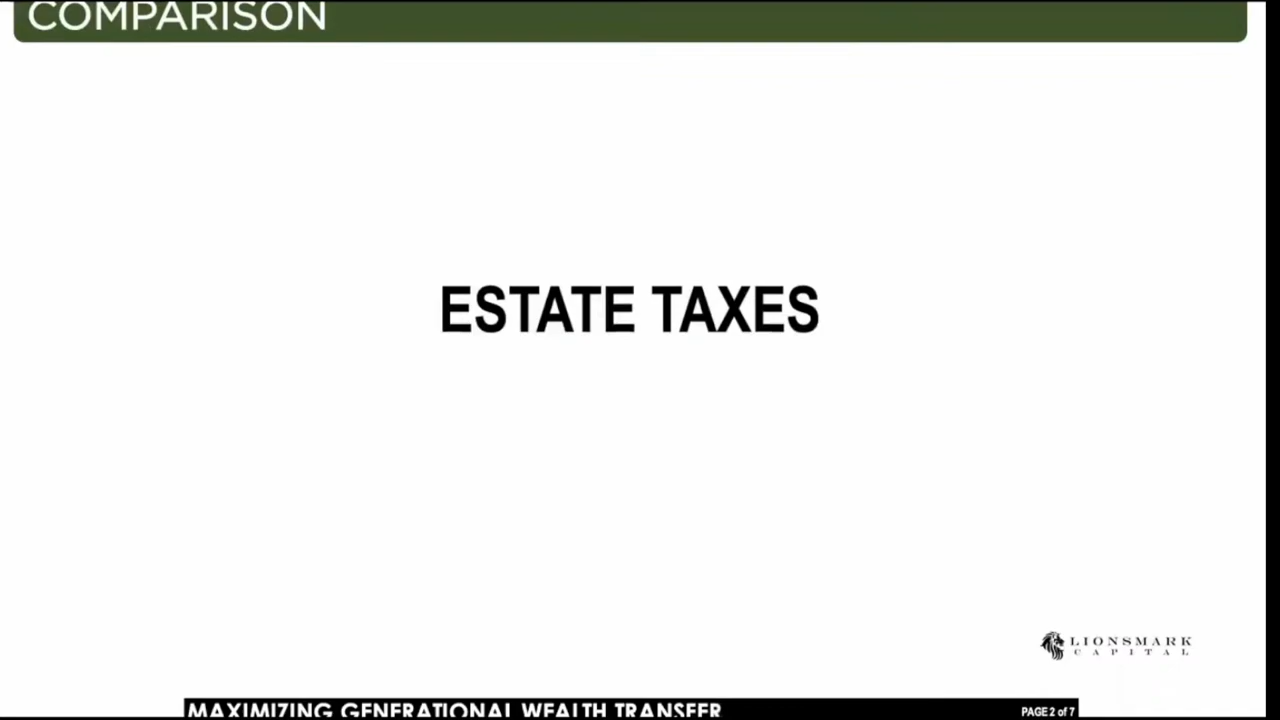 COMPARISON
ESTATE TAXES
LIONSMARK
CAPITAL
MAXIMIZING GENERATIONAL WEALTH TRANSFER
PAGE 2 of 7